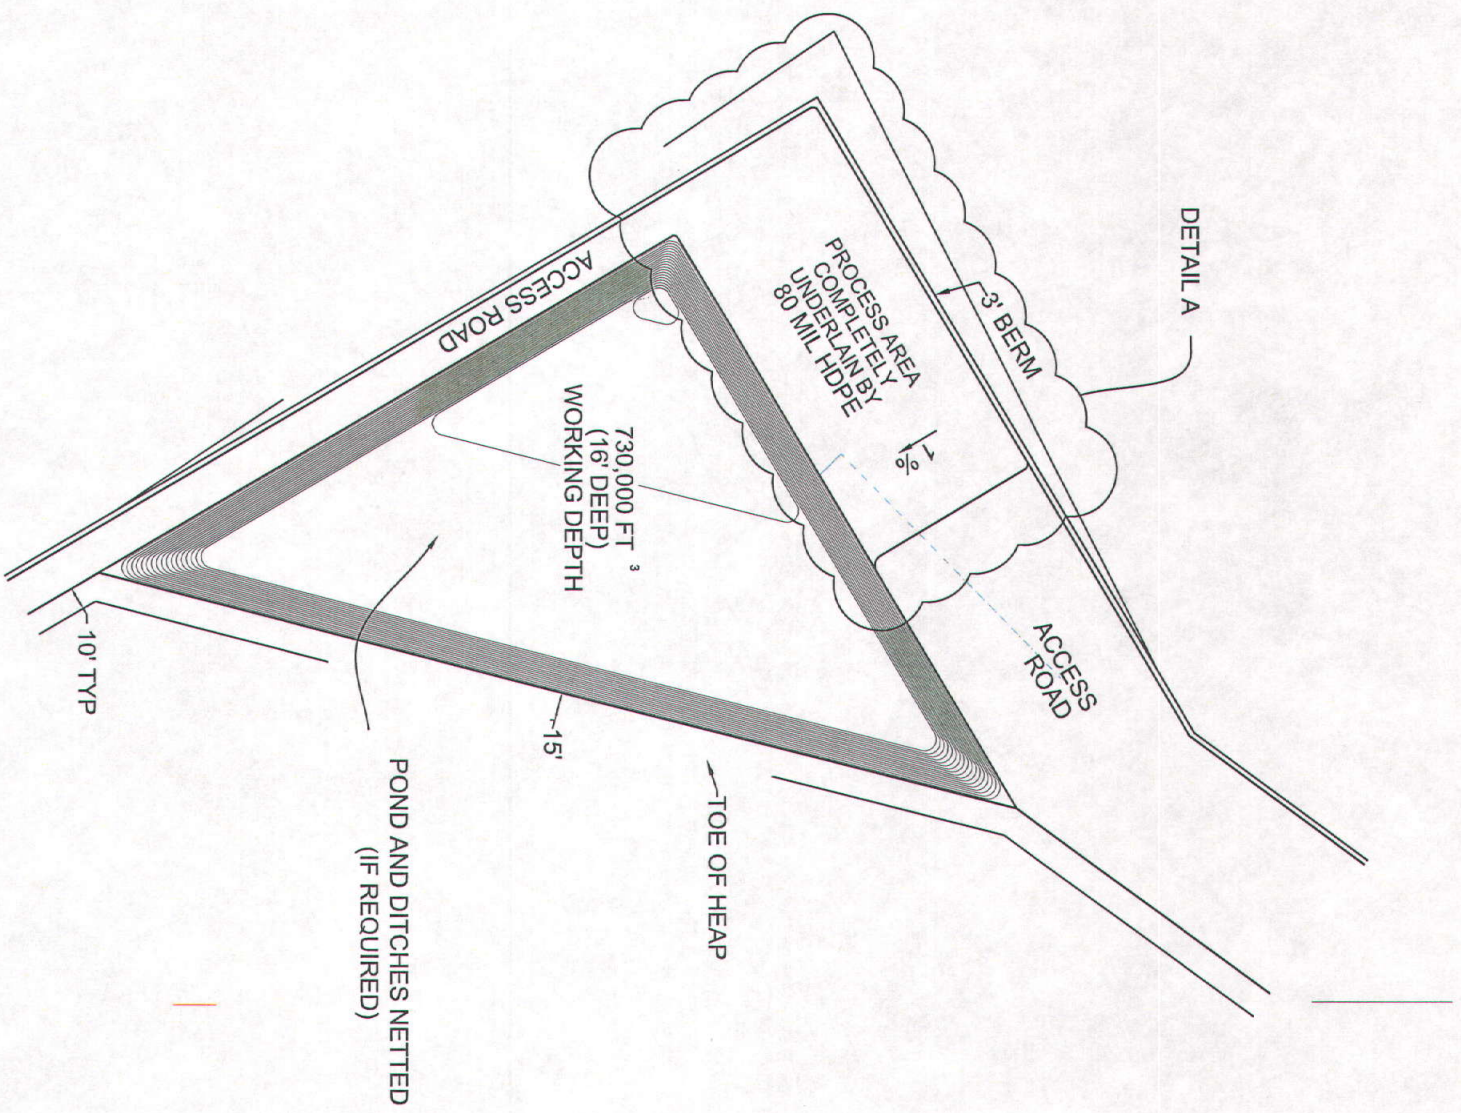 DETAIL A
3' BERM
PROCESS AREA
COMPLETELY
UNDERLAIN BY
80 MIL HDPE
%
ACCESS
ROAD
ACCESS ROAD
730,000 FT 3
(16' DEEP)
WORKING DEPTH
15'
TOE OF HEAP
10' TYP
POND AND DITCHES NETTED
(IF REQUIRED)